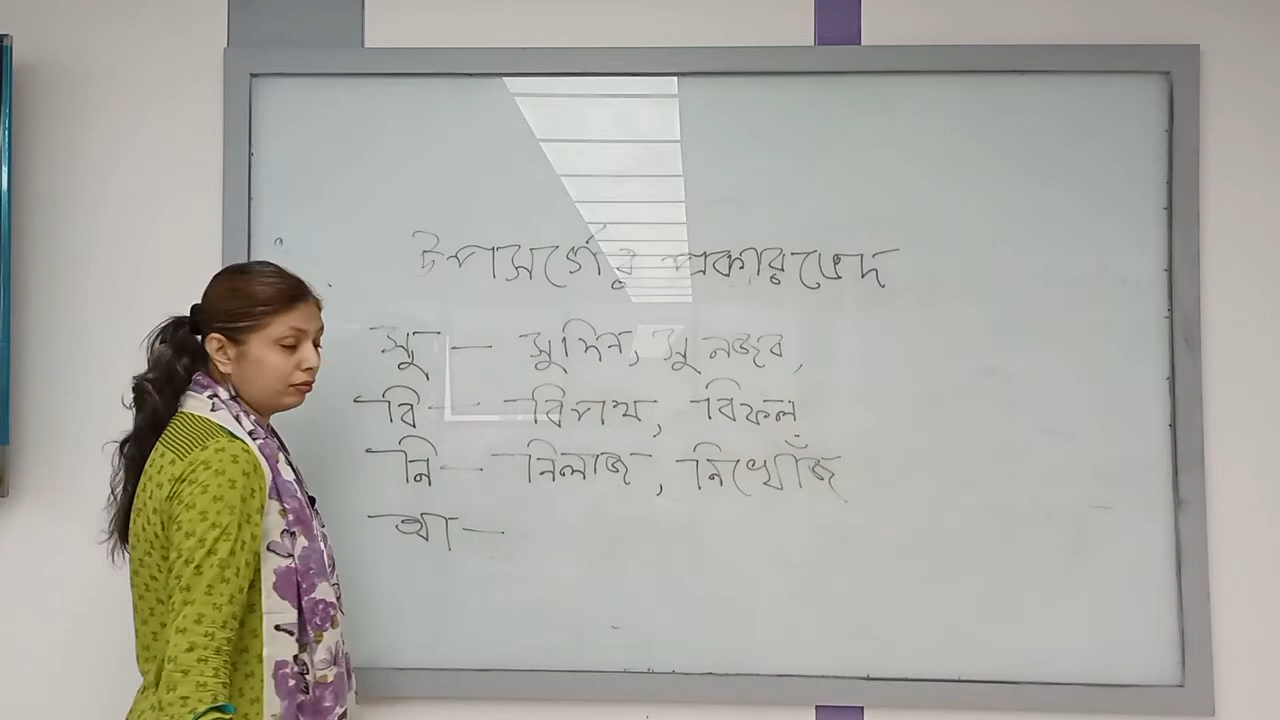 উপসর্গের প্রকারভেদ
সু — সুদিন, সুনজর,
বি — বিপথ, বিফল
নি — নিলাজ, নিখোঁজ
আ —